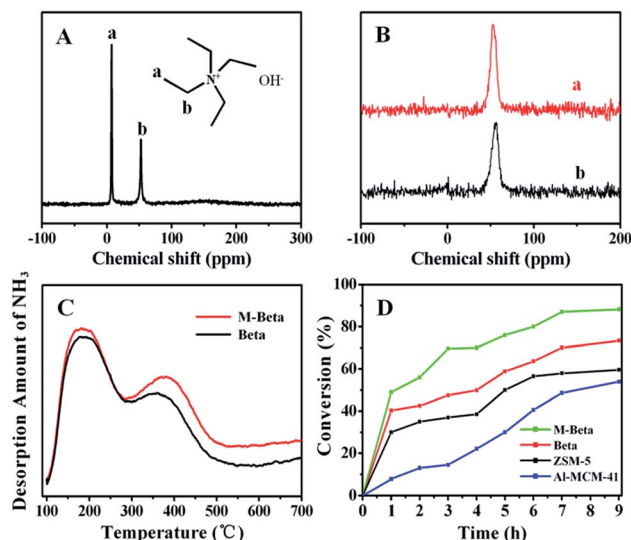 A
a
b
a
b
N+
OH-
-100 0 100 200 300
Chemical shift (ppm)
B
a
b
-100 0 100 200
Chemical shift (ppm)
C
M-Beta
Beta
Desorption Amount of NH3
100 200 300 400 500 600 700
Temperature (℃)
D
Conversion (%)
100
80
60
40
20
0
M-Beta
Beta
ZSM-5
Al-MCM-41
0 1 2 3 4 5 6 7 8 9
Time (h)